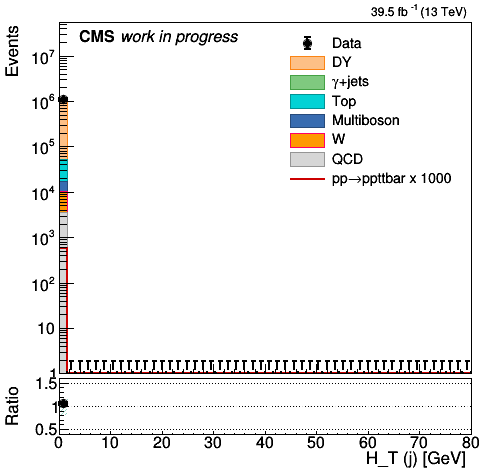 39.5 fb⁻¹ (13 TeV)
CMS work in progress
Events
Data
DY
γ+jets
Top
Multiboson
W
QCD
pp→ppttbar x 1000
10⁷
10⁶
10⁵
10⁴
10³
10²
10
1
Ratio
1.5
1
0.5
0 10 20 30 40 50 60 70 80
H_T (j) [GeV]